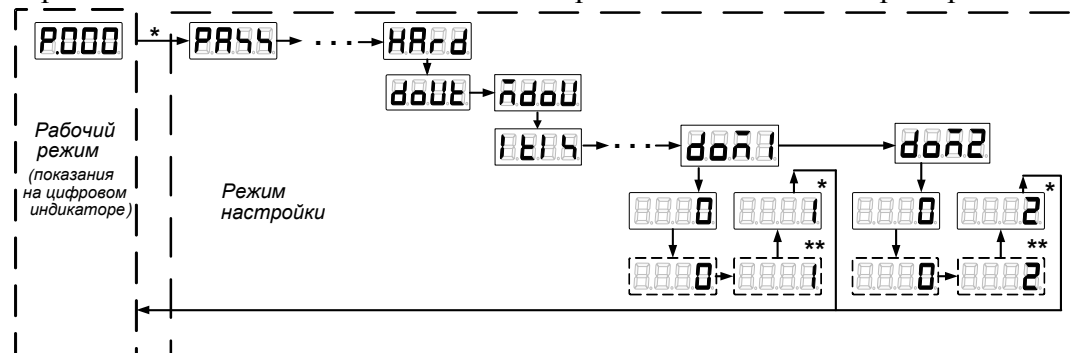 P.000 * PASS · · · HArd
doUt ñdoU
1t1S · · · doñ1 doñ2
Рабочий
режим
(показания
на цифровом
индикаторе)
Режим
настройки
0 1 * 0 2 *
0 1 ** 0 2 **